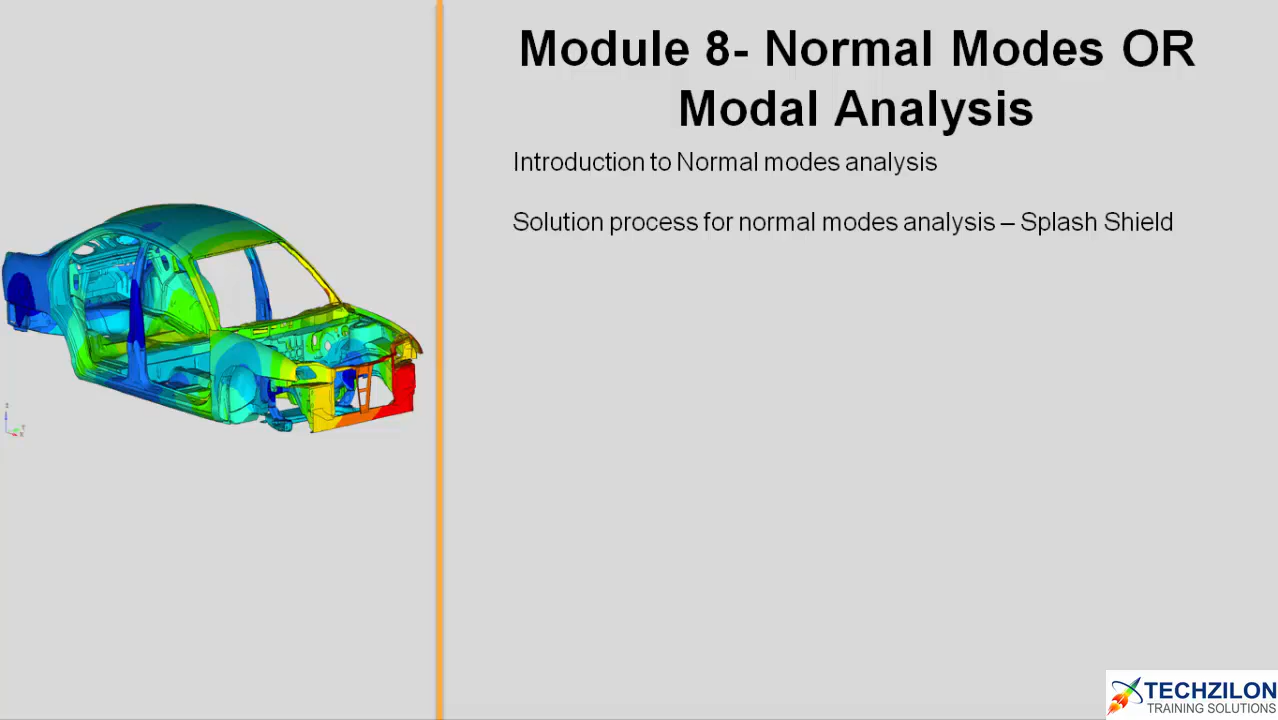 Module 8- Normal Modes OR
Modal Analysis
Introduction to Normal modes analysis
Solution process for normal modes analysis – Splash Shield
TECHZILON
TRAINING SOLUTIONS